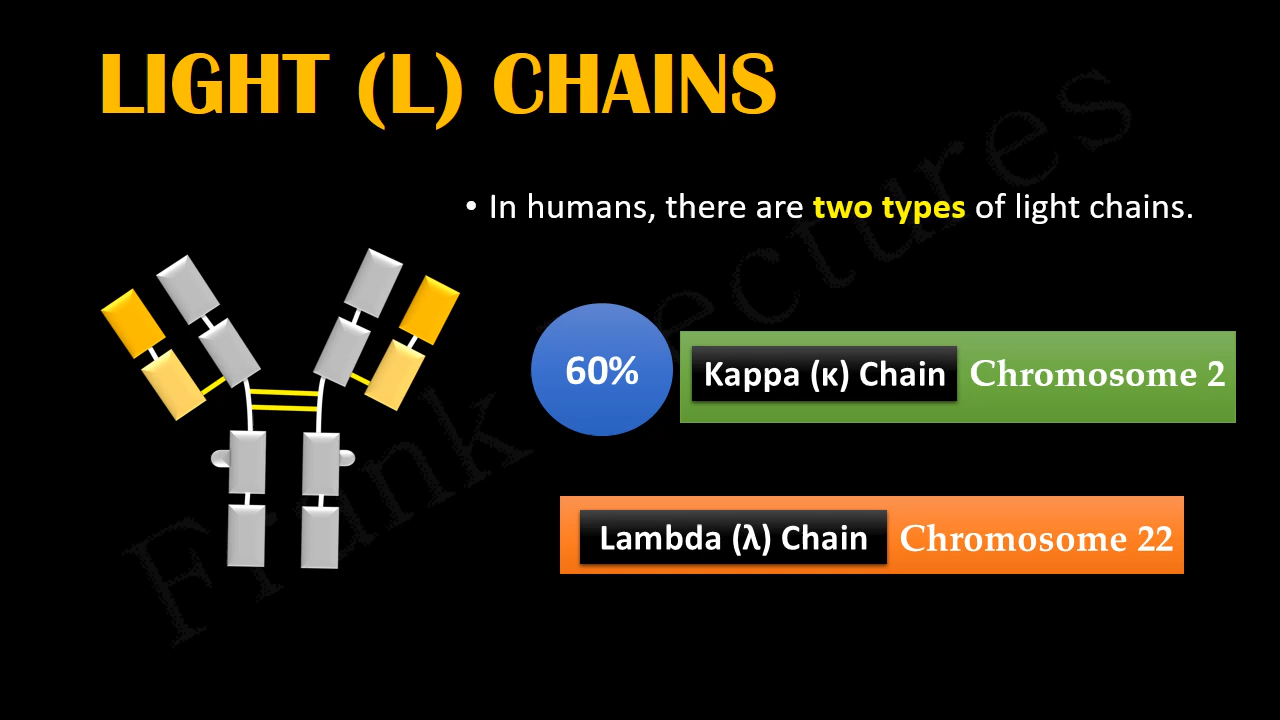 LIGHT (L) CHAINS
• In humans, there are two types of light chains.
60%
Kappa (κ) Chain Chromosome 2
Lambda (λ) Chain Chromosome 22
Frank Lectures